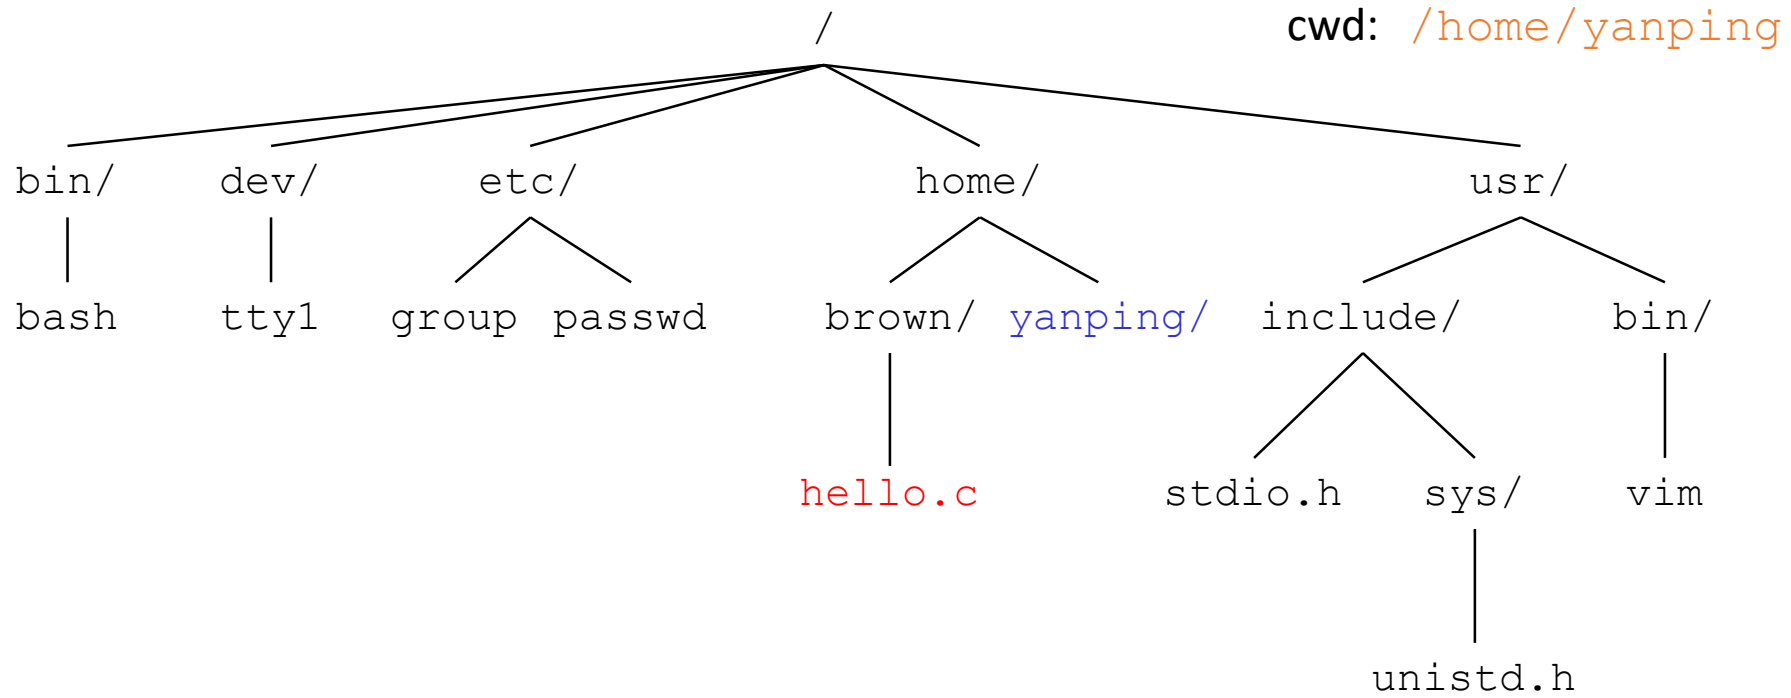 /
cwd: /home/yanping
bin/ dev/ etc/ home/ usr/
bash tty1 group passwd brown/ yanping/ include/ bin/
hello.c stdio.h sys/ vim
unistd.h